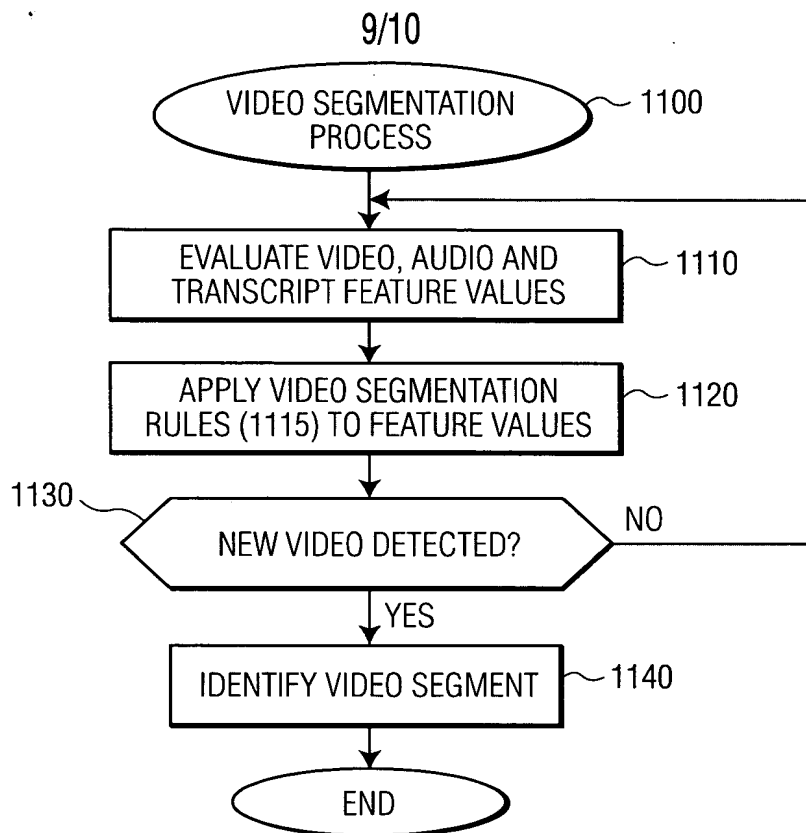 9/10
VIDEO SEGMENTATION
PROCESS
1100
EVALUATE VIDEO, AUDIO AND
TRANSCRIPT FEATURE VALUES
1110
APPLY VIDEO SEGMENTATION
RULES (1115) TO FEATURE VALUES
1120
1130
NEW VIDEO DETECTED?
NO
YES
IDENTIFY VIDEO SEGMENT
1140
END